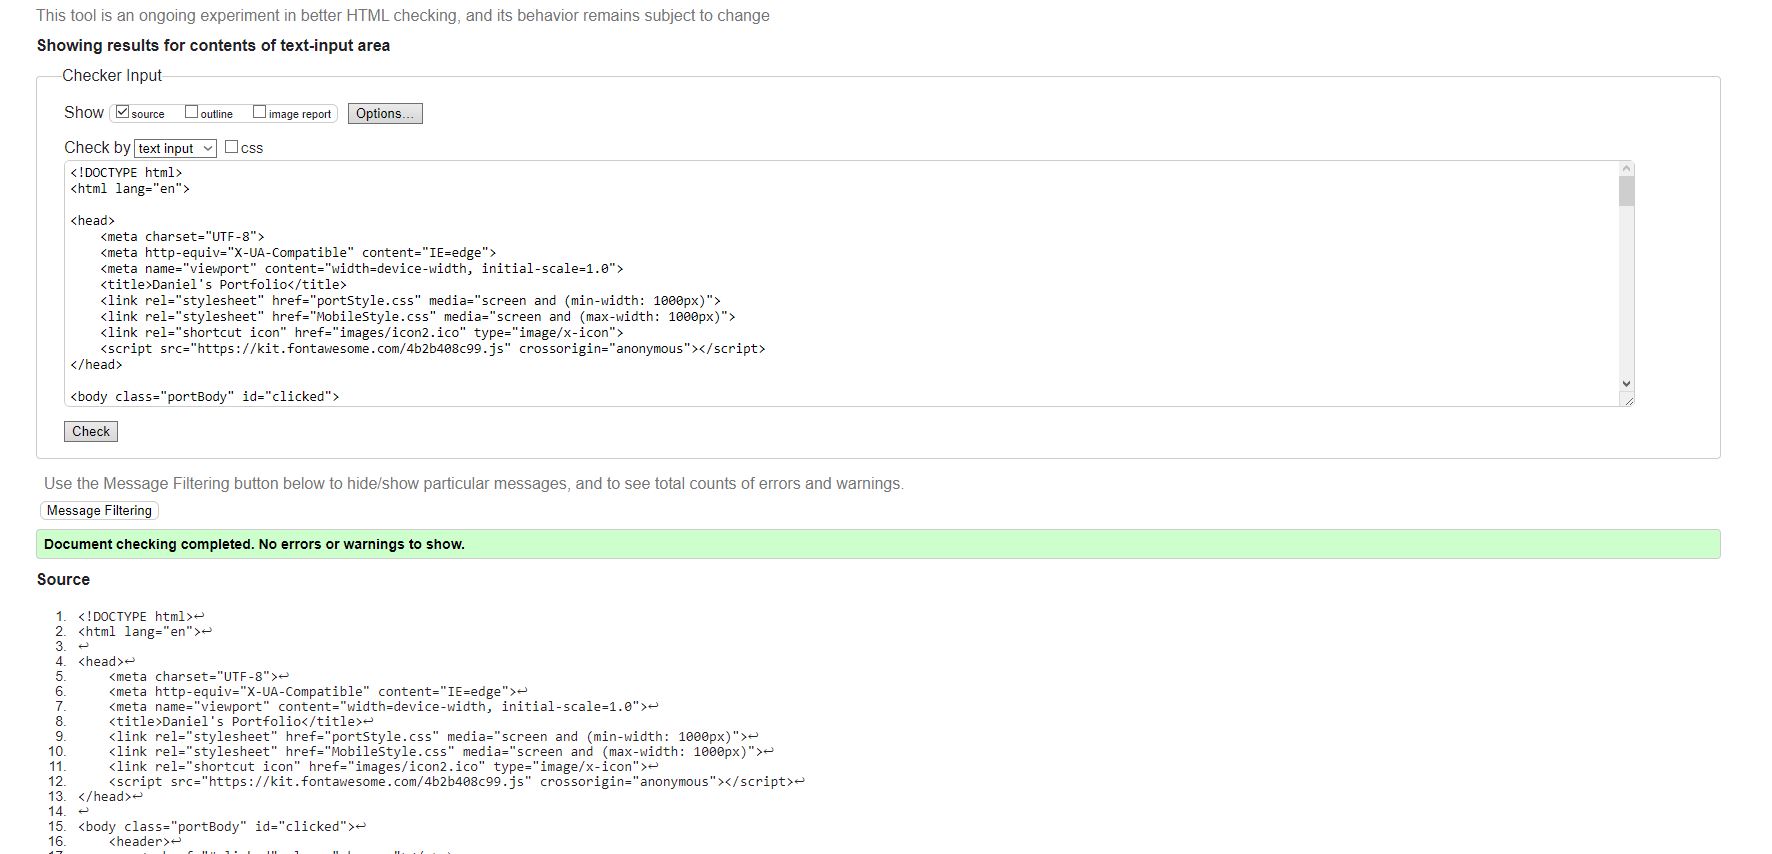 This tool is an ongoing experiment in better HTML checking, and its behavior remains subject to change
Showing results for contents of text-input area
Checker Input
Show source outline image report Options...
Check by text input css
<!DOCTYPE html>
<html lang="en">
<head>
<meta charset="UTF-8">
<meta http-equiv="X-UA-Compatible" content="IE=edge">
<meta name="viewport" content="width=device-width, initial-scale=1.0">
<title>Daniel's Portfolio</title>
<link rel="stylesheet" href="portStyle.css" media="screen and (min-width: 1000px)">
<link rel="stylesheet" href="MobileStyle.css" media="screen and (max-width: 1000px)">
<link rel="shortcut icon" href="images/icon2.ico" type="image/x-icon">
<script src="https://kit.fontawesome.com/4b2b408c99.js" crossorigin="anonymous"></script>
</head>
<body class="portBody" id="clicked">
Check
Use the Message Filtering button below to hide/show particular messages, and to see total counts of errors and warnings.
Message Filtering
Document checking completed. No errors or warnings to show.
Source
1. <!DOCTYPE html>↩
2. <html lang="en">↩
3. ↩
4. <head>↩
5. <meta charset="UTF-8">↩
6. <meta http-equiv="X-UA-Compatible" content="IE=edge">↩
7. <meta name="viewport" content="width=device-width, initial-scale=1.0">↩
8. <title>Daniel's Portfolio</title>↩
9. <link rel="stylesheet" href="portStyle.css" media="screen and (min-width: 1000px)">↩
10. <link rel="stylesheet" href="MobileStyle.css" media="screen and (max-width: 1000px)">↩
11. <link rel="shortcut icon" href="images/icon2.ico" type="image/x-icon">↩
12. <script src="https://kit.fontawesome.com/4b2b408c99.js" crossorigin="anonymous"></script>↩
13. </head>↩
14. ↩
15. <body class="portBody" id="clicked">↩
16. <header>↩